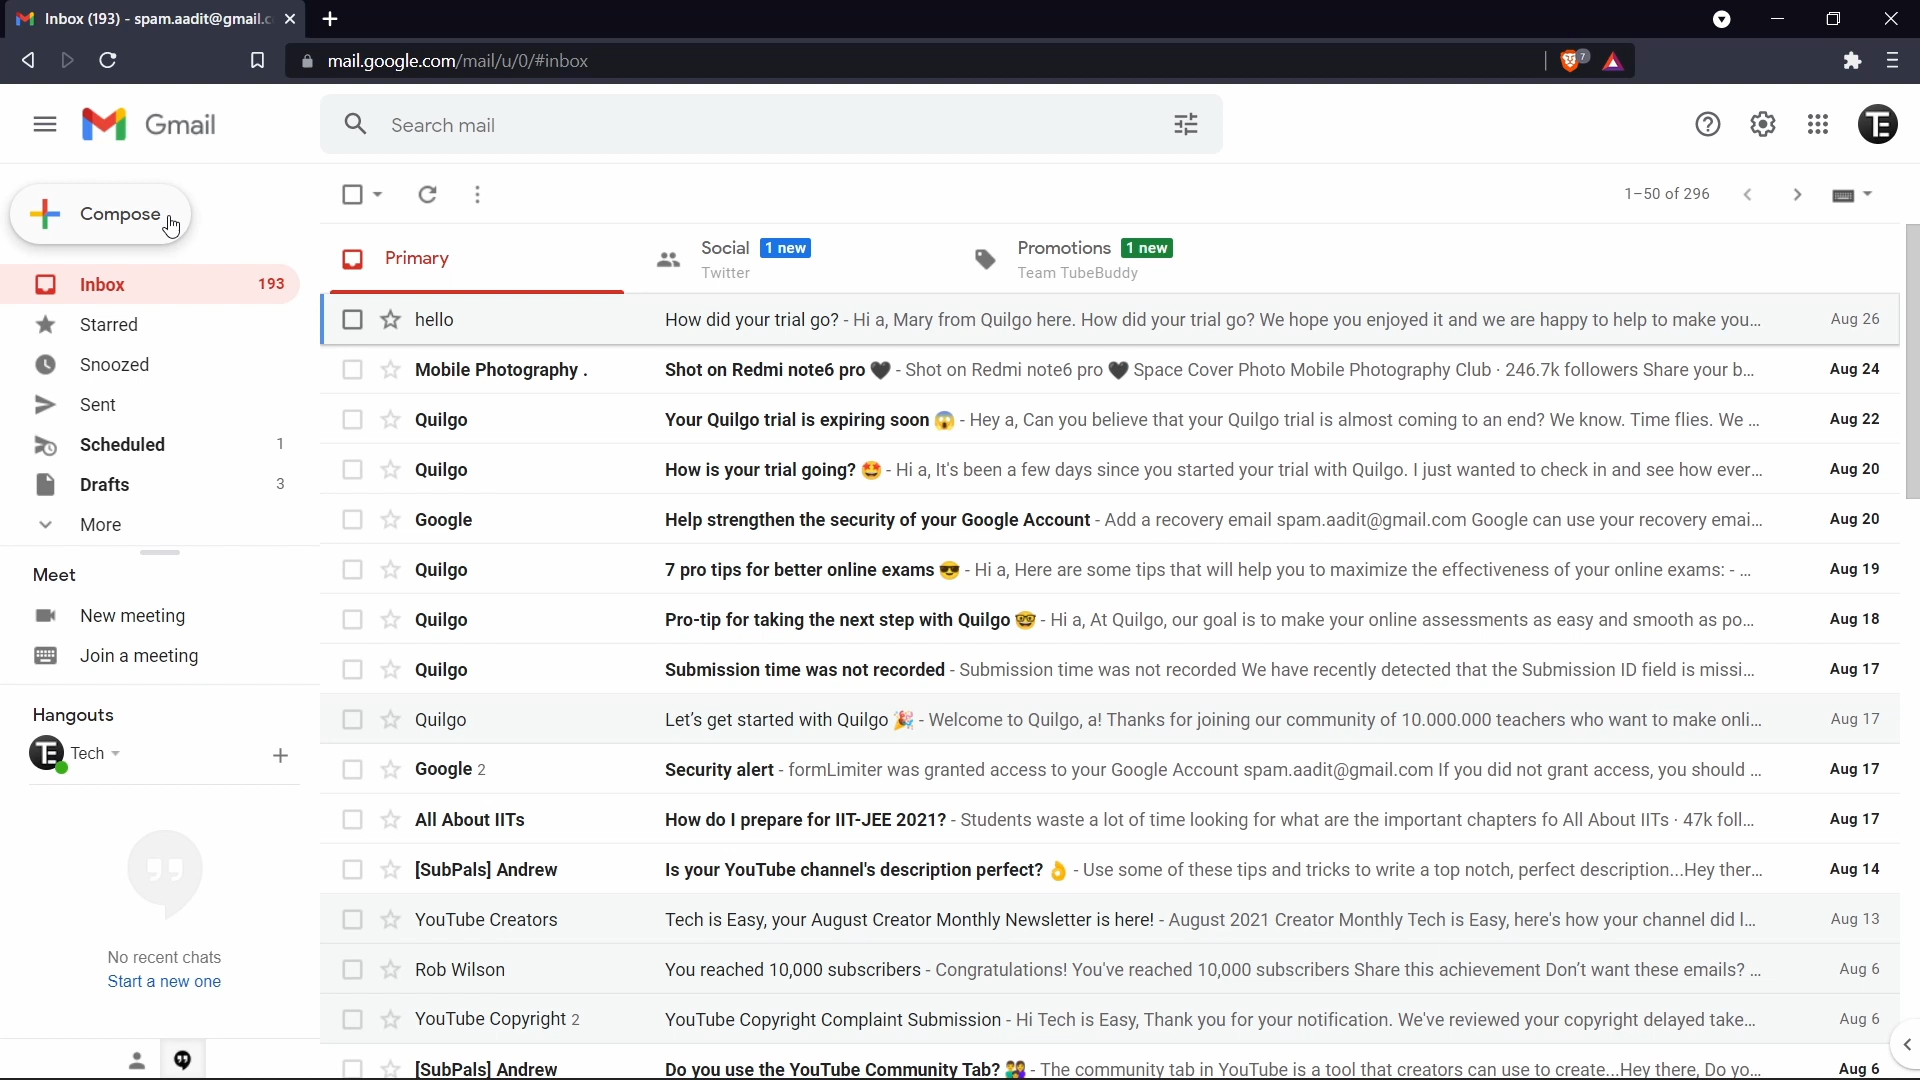 Inbox (193) - spam.aadit@gmail.c
mail.google.com/mail/u/0/#inbox
7
Gmail
Search mail
Compose
1–50 of 296
Primary
Social 1 new
Twitter
Promotions 1 new
Team TubeBuddy
Inbox 193
Starred
Snoozed
Sent
Scheduled 1
Drafts 3
More
Meet
New meeting
Join a meeting
Hangouts
Tech
No recent chats
Start a new one
hello How did your trial go? - Hi a, Mary from Quilgo here. How did your trial go? We hope you enjoyed it and we are happy to help to make you... Aug 26
Mobile Photography . Shot on Redmi note6 pro 🖤 - Shot on Redmi note6 pro 🖤 Space Cover Photo Mobile Photography Club · 246.7k followers Share your b... Aug 24
Quilgo Your Quilgo trial is expiring soon 😱 - Hey a, Can you believe that your Quilgo trial is almost coming to an end? We know. Time flies. We ... Aug 22
Quilgo How is your trial going? 🤩 - Hi a, It's been a few days since you started your trial with Quilgo. I just wanted to check in and see how ever... Aug 20
Google Help strengthen the security of your Google Account - Add a recovery email spam.aadit@gmail.com Google can use your recovery emai... Aug 20
Quilgo 7 pro tips for better online exams 😎 - Hi a, Here are some tips that will help you to maximize the effectiveness of your online exams: - ... Aug 19
Quilgo Pro-tip for taking the next step with Quilgo 🤓 - Hi a, At Quilgo, our goal is to make your online assessments as easy and smooth as po... Aug 18
Quilgo Submission time was not recorded - Submission time was not recorded We have recently detected that the Submission ID field is missi... Aug 17
Quilgo Let's get started with Quilgo 🎉 - Welcome to Quilgo, a! Thanks for joining our community of 10.000.000 teachers who want to make onli... Aug 17
Google 2 Security alert - formLimiter was granted access to your Google Account spam.aadit@gmail.com If you did not grant access, you should ... Aug 17
All About IITs How do I prepare for IIT-JEE 2021? - Students waste a lot of time looking for what are the important chapters fo All About IITs · 47k foll... Aug 17
[SubPals] Andrew Is your YouTube channel's description perfect? 👌 - Use some of these tips and tricks to write a top notch, perfect description...Hey ther... Aug 14
YouTube Creators Tech is Easy, your August Creator Monthly Newsletter is here! - August 2021 Creator Monthly Tech is Easy, here's how your channel did l... Aug 13
Rob Wilson You reached 10,000 subscribers - Congratulations! You've reached 10,000 subscribers Share this achievement Don't want these emails? ... Aug 6
YouTube Copyright 2 YouTube Copyright Complaint Submission - Hi Tech is Easy, Thank you for your notification. We've reviewed your copyright delayed take... Aug 6
[SubPals] Andrew Do you use the YouTube Community Tab? 👫 - The community tab in YouTube is a tool that creators can use to create...Hey there, Do yo... Aug 6